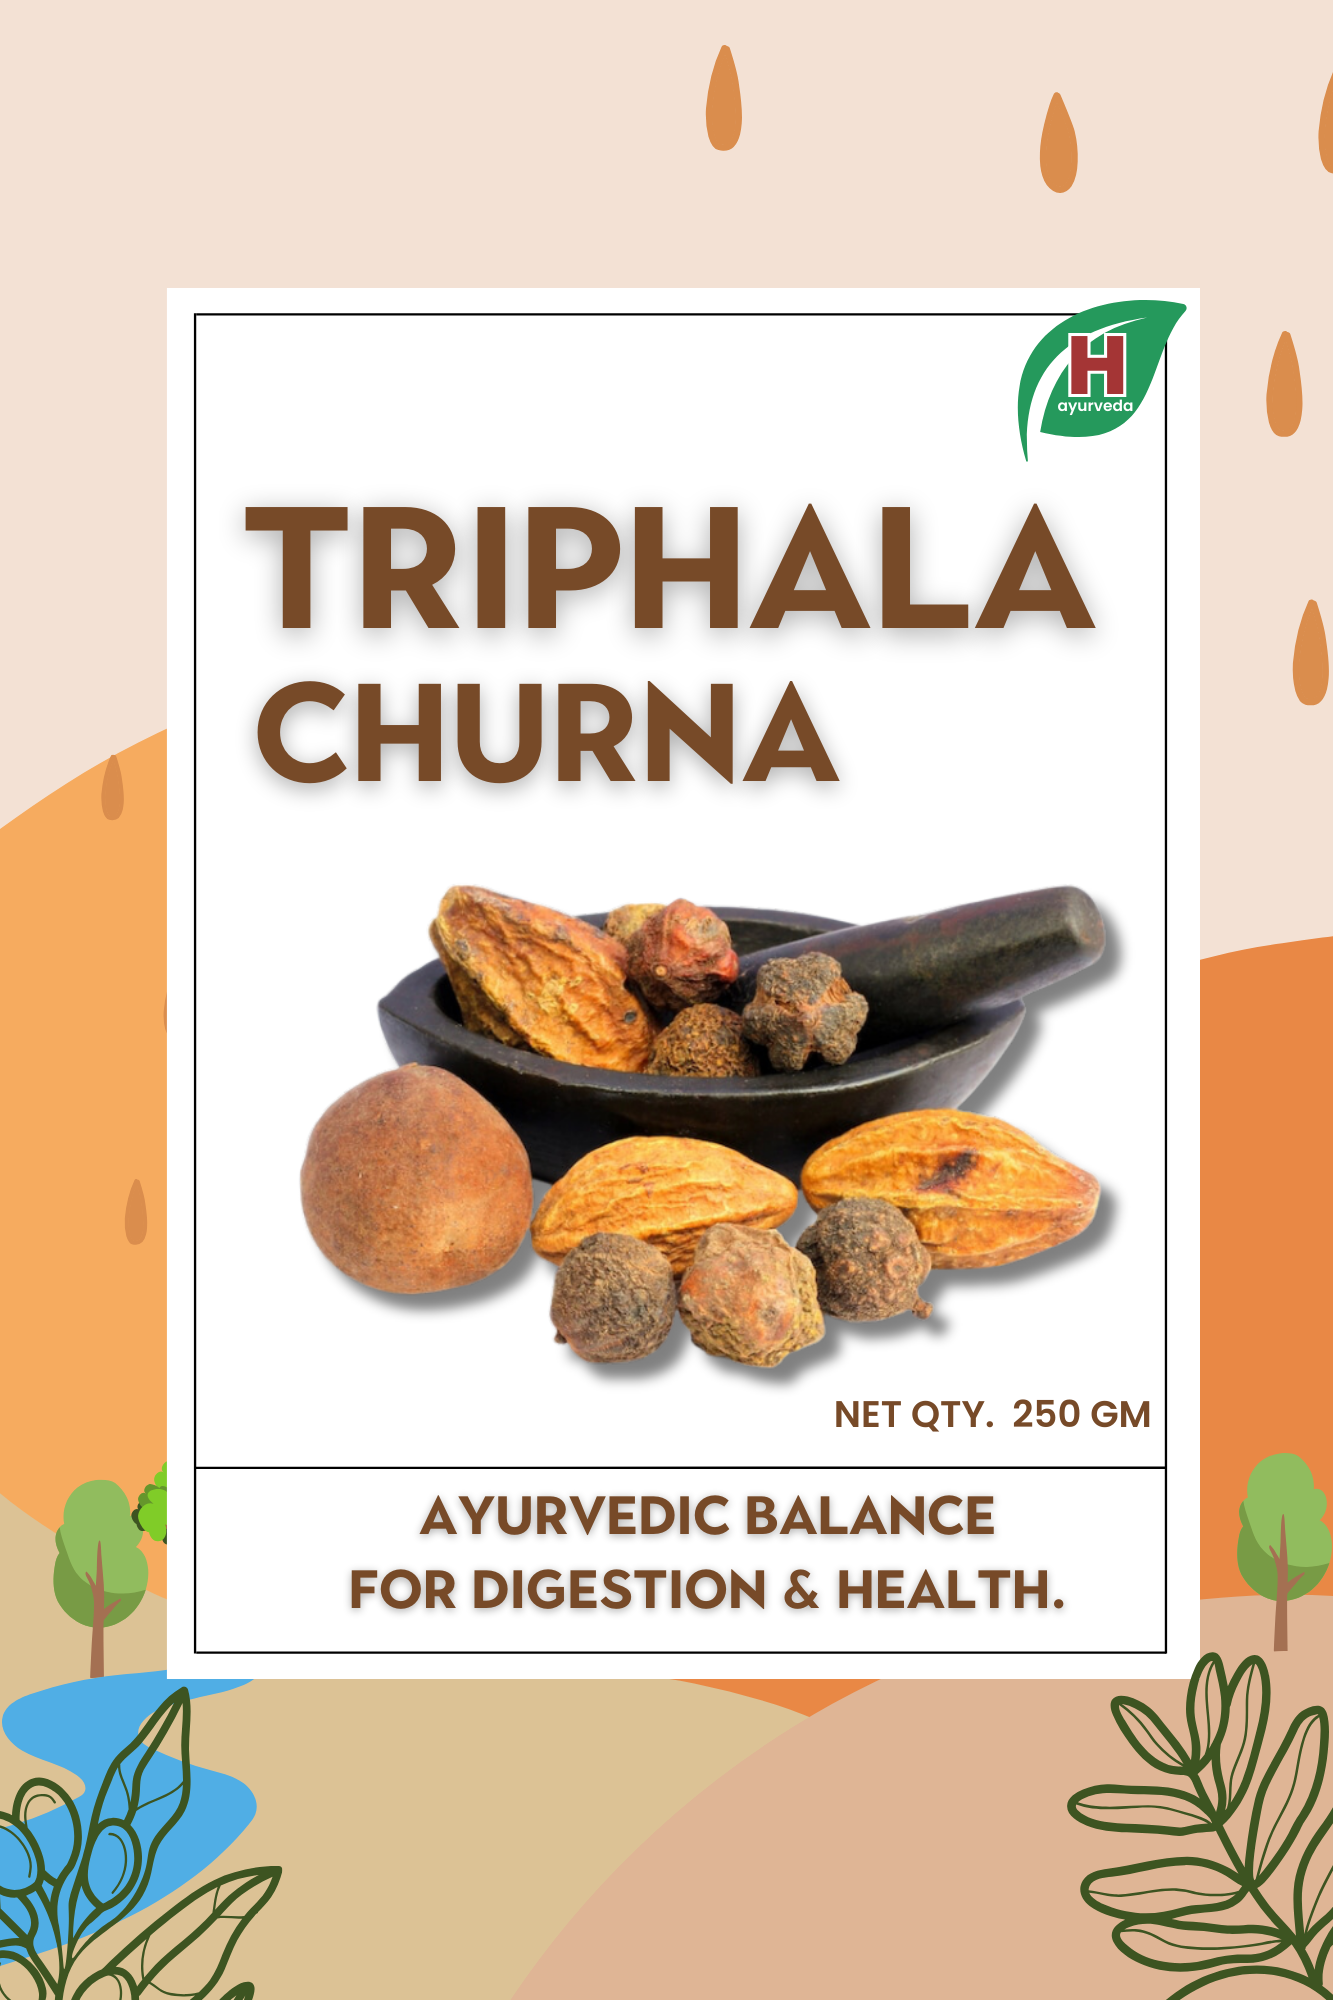 H
ayurveda
TRIPHALA
CHURNA
NET QTY. 250 GM
AYURVEDIC BALANCE
FOR DIGESTION & HEALTH.